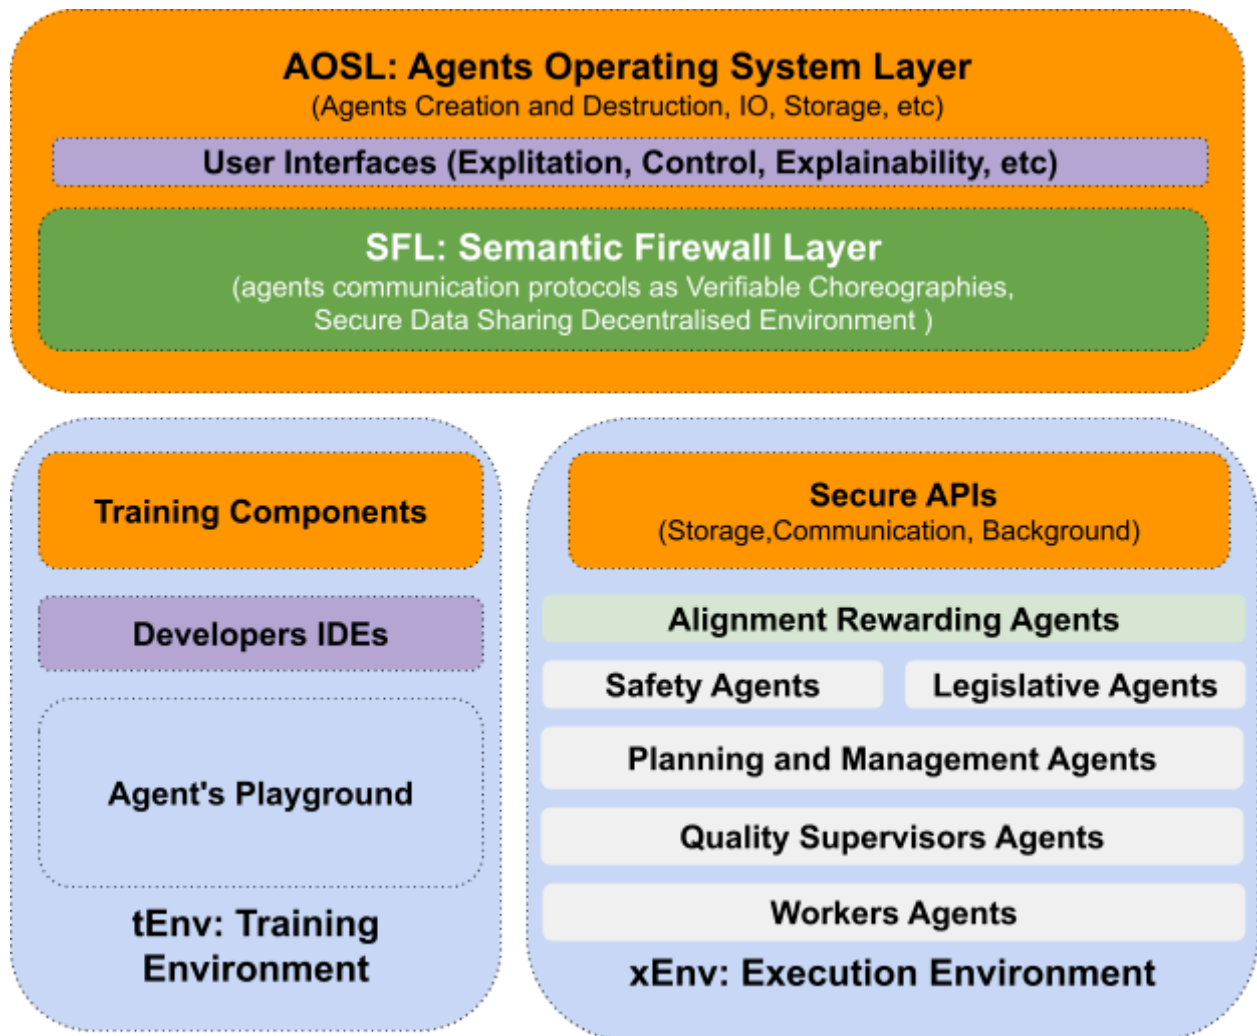 AOSL: Agents Operating System Layer
(Agents Creation and Destruction, IO, Storage, etc)
User Interfaces (Explitation, Control, Explainability, etc)
SFL: Semantic Firewall Layer
(agents communication protocols as Verifiable Choreographies,
Secure Data Sharing Decentralised Environment )
Training Components
Developers IDEs
Agent's Playground
tEnv: Training
Environment
Secure APIs
(Storage,Communication, Background)
Alignment Rewarding Agents
Safety Agents
Legislative Agents
Planning and Management Agents
Quality Supervisors Agents
Workers Agents
xEnv: Execution Environment